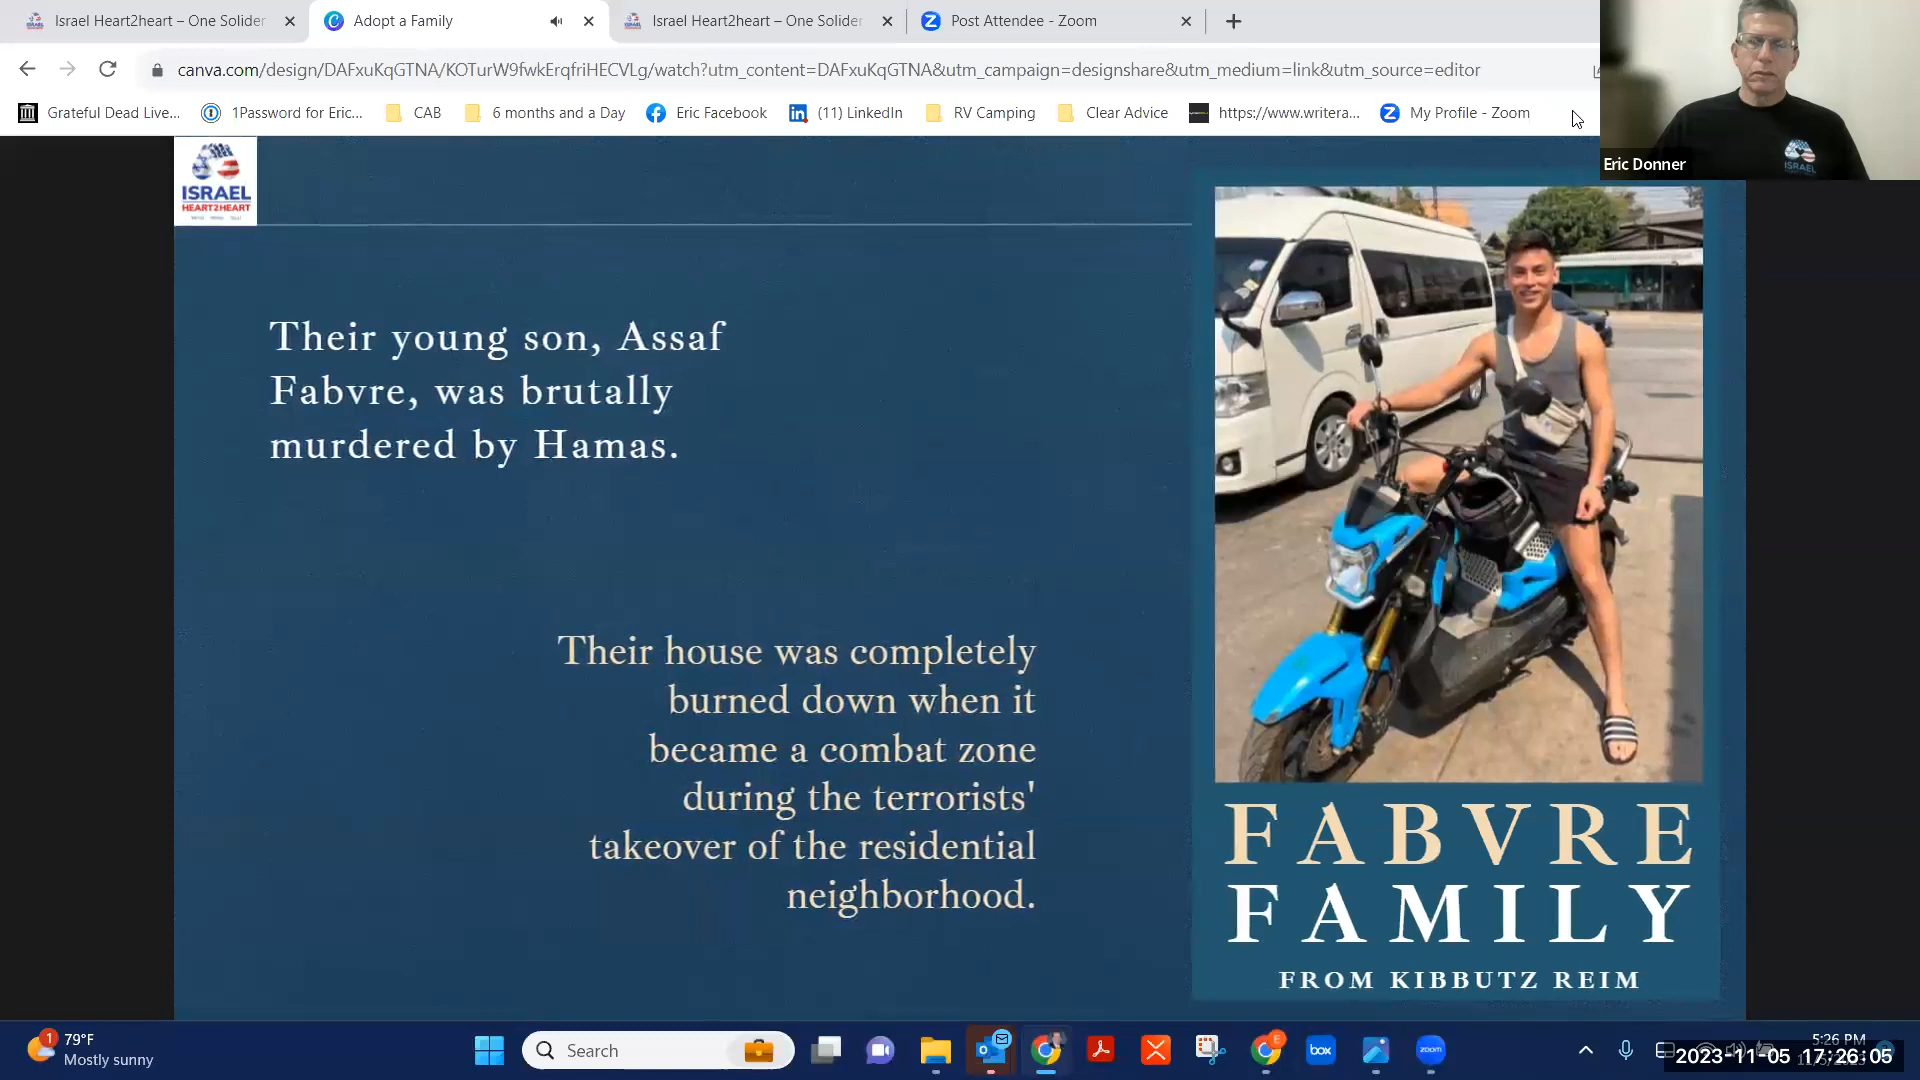 Israel Heart2heart – One Solider
Adopt a Family
Israel Heart2heart – One Solider
Post Attendee - Zoom
canva.com/design/DAFxuKqGTNA/KOTurW9fwkErqfriHECVLg/watch?utm_content=DAFxuKqGTNA&utm_campaign=designshare&utm_medium=link&utm_source=editor
Grateful Dead Live...
1Password for Eric...
CAB
6 months and a Day
Eric Facebook
(11) LinkedIn
RV Camping
Clear Advice
https://www.writera...
My Profile - Zoom
Eric Donner
ISRAEL
ISRAEL
HEART2HEART
Their young son, Assaf
Fabvre, was brutally
murdered by Hamas.
Their house was completely
burned down when it
became a combat zone
during the terrorists'
takeover of the residential
neighborhood.
FABVRE
FAMILY
FROM KIBBUTZ REIM
1
79°F
Mostly sunny
Search
box
zoom
5:26 PM
2023-11-05 17:26:05